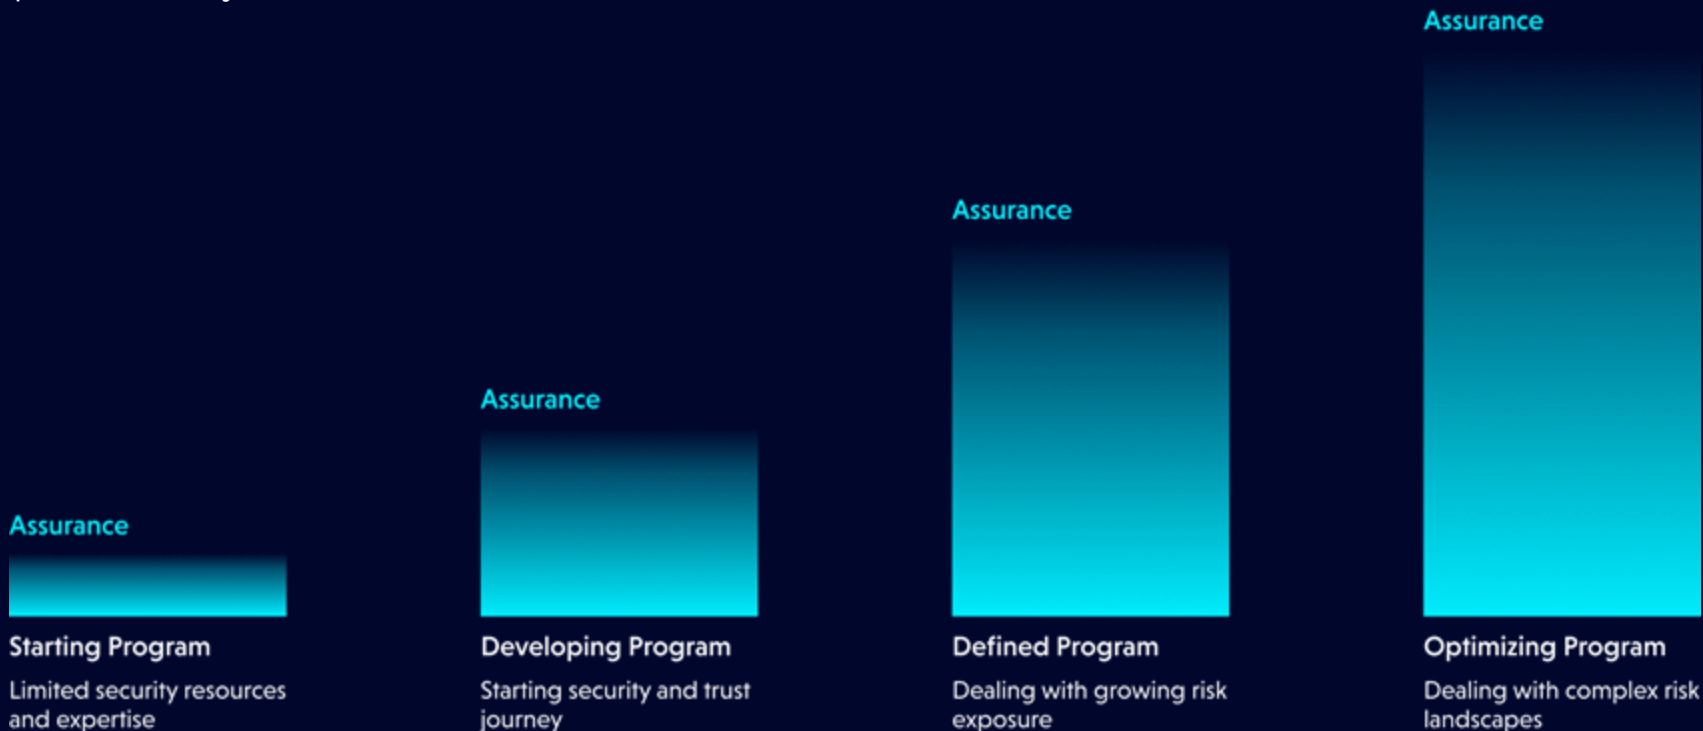 Assurance
Assurance
Assurance
Assurance
Starting Program
Limited security resources
and expertise
Developing Program
Starting security and trust
journey
Defined Program
Dealing with growing risk
exposure
Optimizing Program
Dealing with complex risk
landscapes